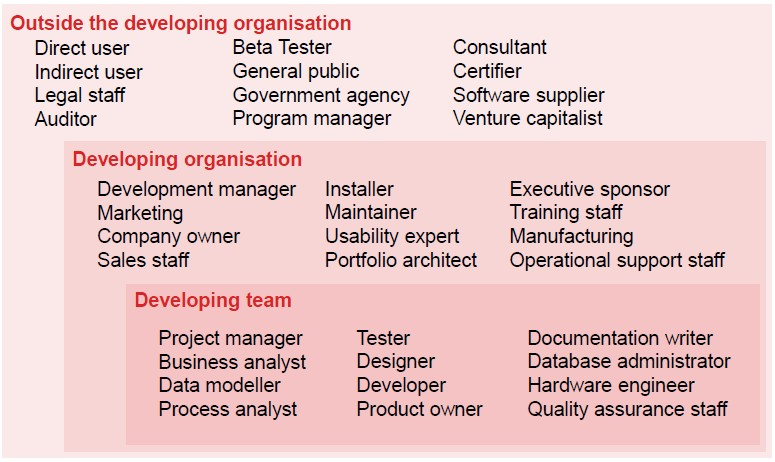 Outside the developing organisation
Direct user Beta Tester Consultant
Indirect user General public Certifier
Legal staff Government agency Software supplier
Auditor Program manager Venture capitalist
Developing organisation
Development manager Installer Executive sponsor
Marketing Maintainer Training staff
Company owner Usability expert Manufacturing
Sales staff Portfolio architect Operational support staff
Developing team
Project manager Tester Documentation writer
Business analyst Designer Database administrator
Data modeller Developer Hardware engineer
Process analyst Product owner Quality assurance staff